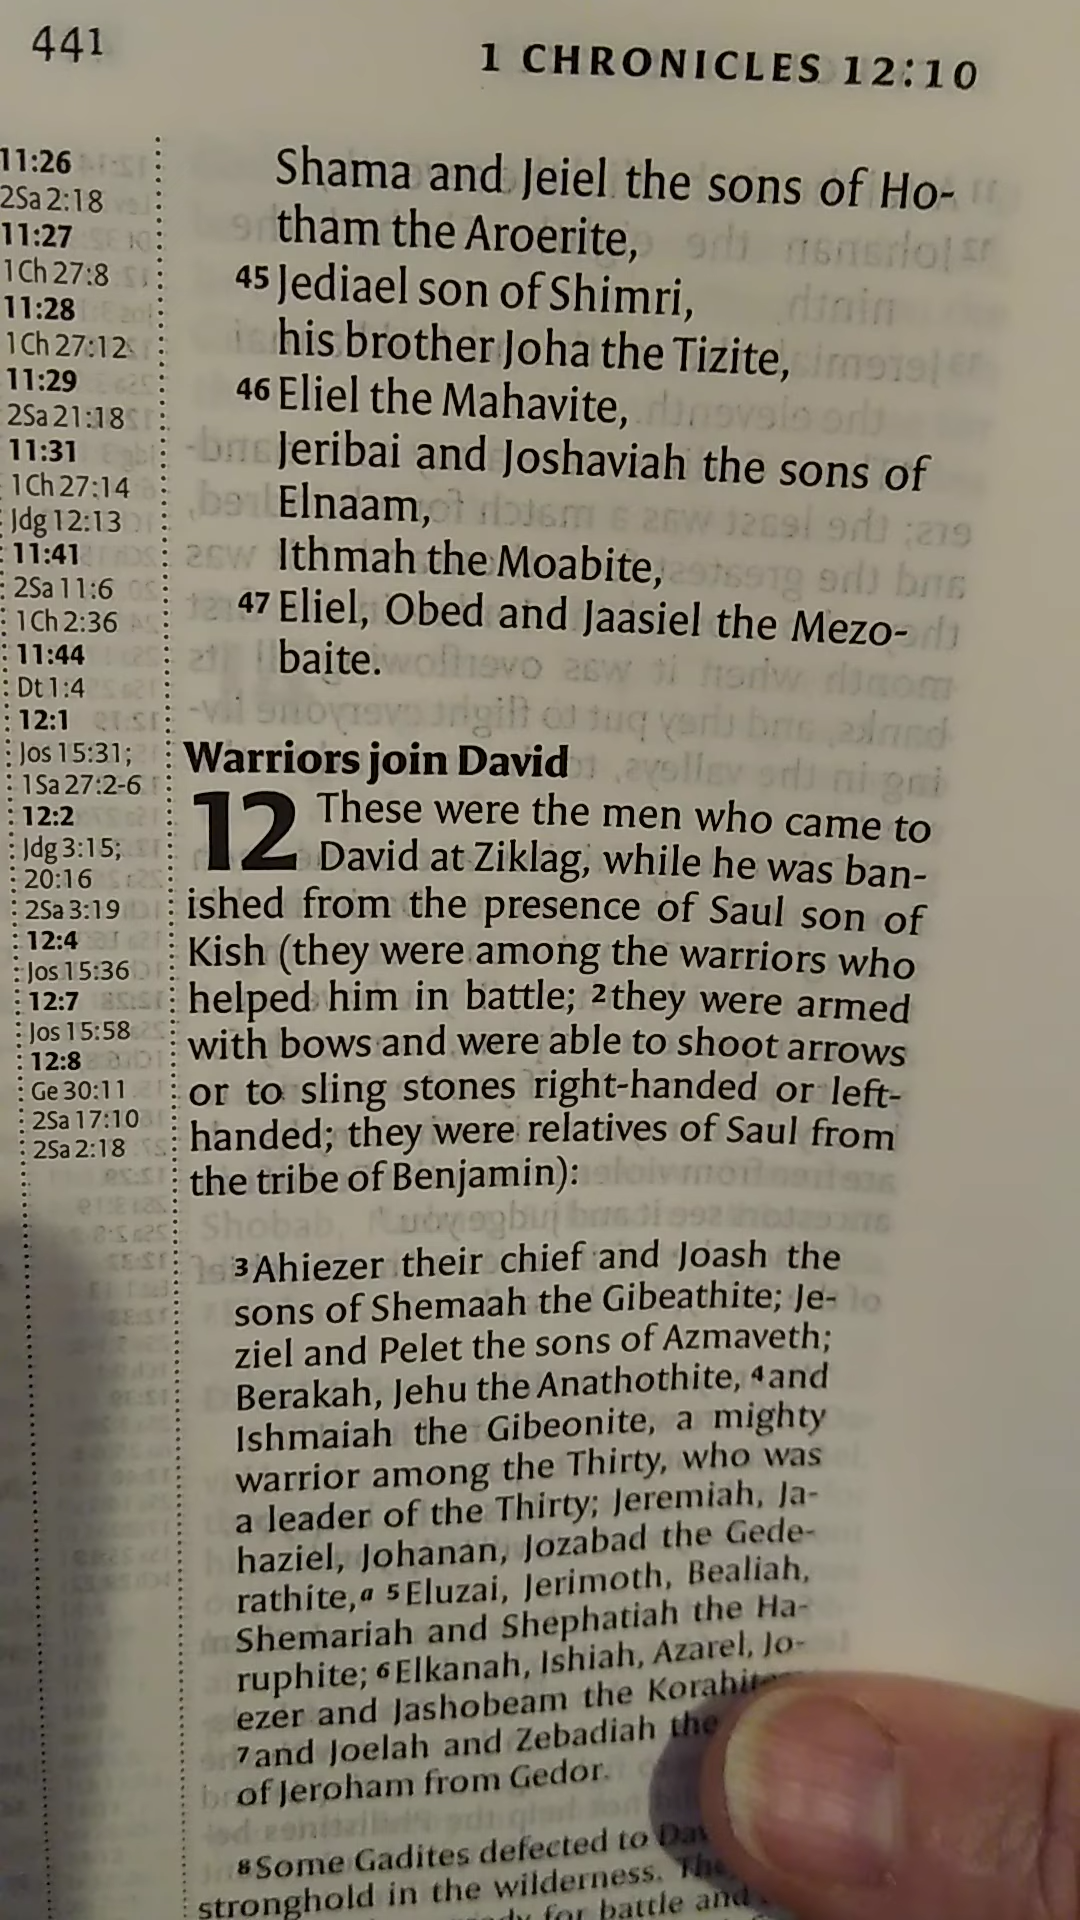 441
1 CHRONICLES 12:10
11:26
2Sa 2:18
11:27
1Ch 27:8
11:28
1Ch 27:12
11:29
2Sa 21:18
11:31
1Ch 27:14
Jdg 12:13
11:41
2Sa 11:6
1Ch 2:36
11:44
Dt 1:4
12:1
Jos 15:31;
1Sa 27:2-6
12:2
Jdg 3:15;
20:16
2Sa 3:19
12:4
Jos 15:36
12:7
Jos 15:58
12:8
Ge 30:11
2Sa 17:10
2Sa 2:18
Shama and Jeiel the sons of Ho-
tham the Aroerite,
45 Jediael son of Shimri,
his brother Joha the Tizite,
46 Eliel the Mahavite,
Jeribai and Joshaviah the sons of
Elnaam,
Ithmah the Moabite,
47 Eliel, Obed and Jaasiel the Mezo-
baite.
Warriors join David
12 These were the men who came to
David at Ziklag, while he was ban-
ished from the presence of Saul son of
Kish (they were among the warriors who
helped him in battle; 2they were armed
with bows and were able to shoot arrows
or to sling stones right-handed or left-
handed; they were relatives of Saul from
the tribe of Benjamin):
3Ahiezer their chief and Joash the
sons of Shemaah the Gibeathite; Je-
ziel and Pelet the sons of Azmaveth;
Berakah, Jehu the Anathothite, 4and
Ishmaiah the Gibeonite, a mighty
warrior among the Thirty, who was
a leader of the Thirty; Jeremiah, Ja-
haziel, Johanan, Jozabad the Gede-
rathite,a 5Eluzai, Jerimoth, Bealiah,
Shemariah and Shephatiah the Ha-
ruphite; 6Elkanah, Ishiah, Azarel, Jo-
ezer and Jashobeam the
7and Joelah and Zebadiah the
of Jeroham from Gedor.
8Some Gadites defected to
stronghold in the wilderness.
for battle and